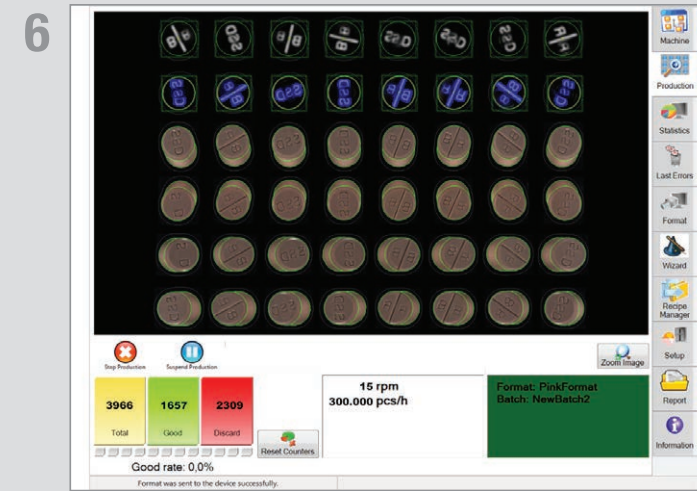 6
Machine
Production
Statistics
Last Errors
Format
Wizard
Recipe
Manager
Setup
Report
Information
Stop Production
Suspend Production
Zoom Image
3966
Total
1657
Good
2309
Discard
Reset Counters
15 rpm
300.000 pcs/h
Format: PinkFormat
Batch: NewBatch2
Good rate: 0,0%
Format was sent to the device successfully.